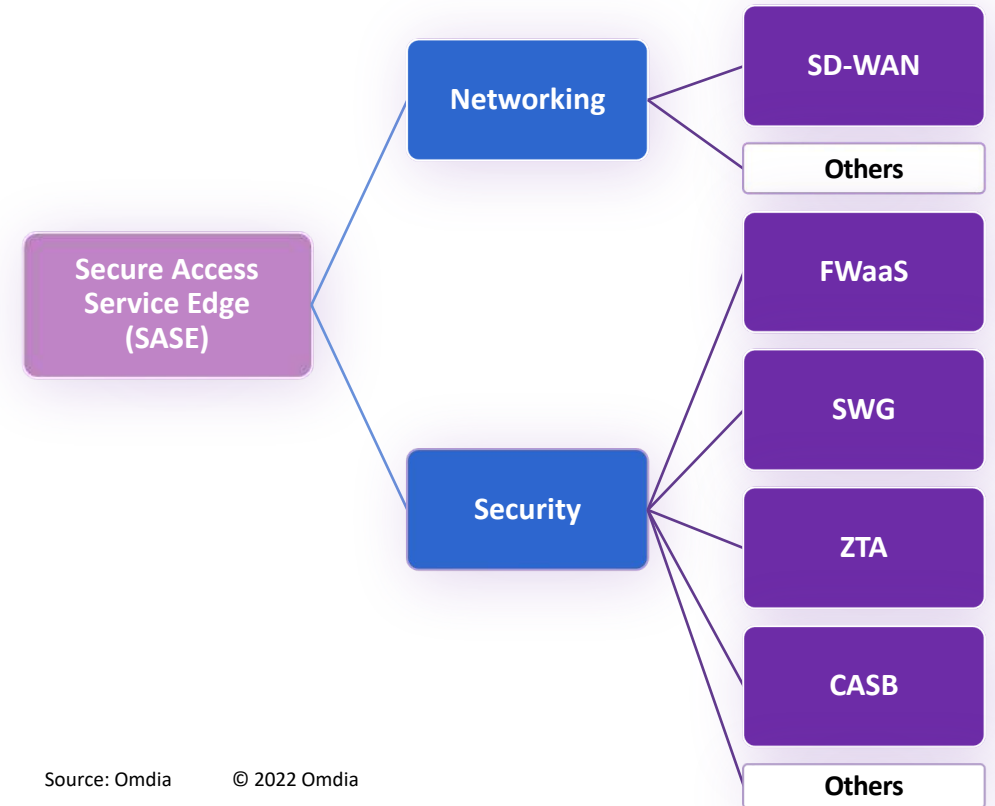 Secure Access
Service Edge
(SASE)
Networking
SD-WAN
Others
Security
FWaaS
SWG
ZTA
CASB
Others
Source: Omdia © 2022 Omdia